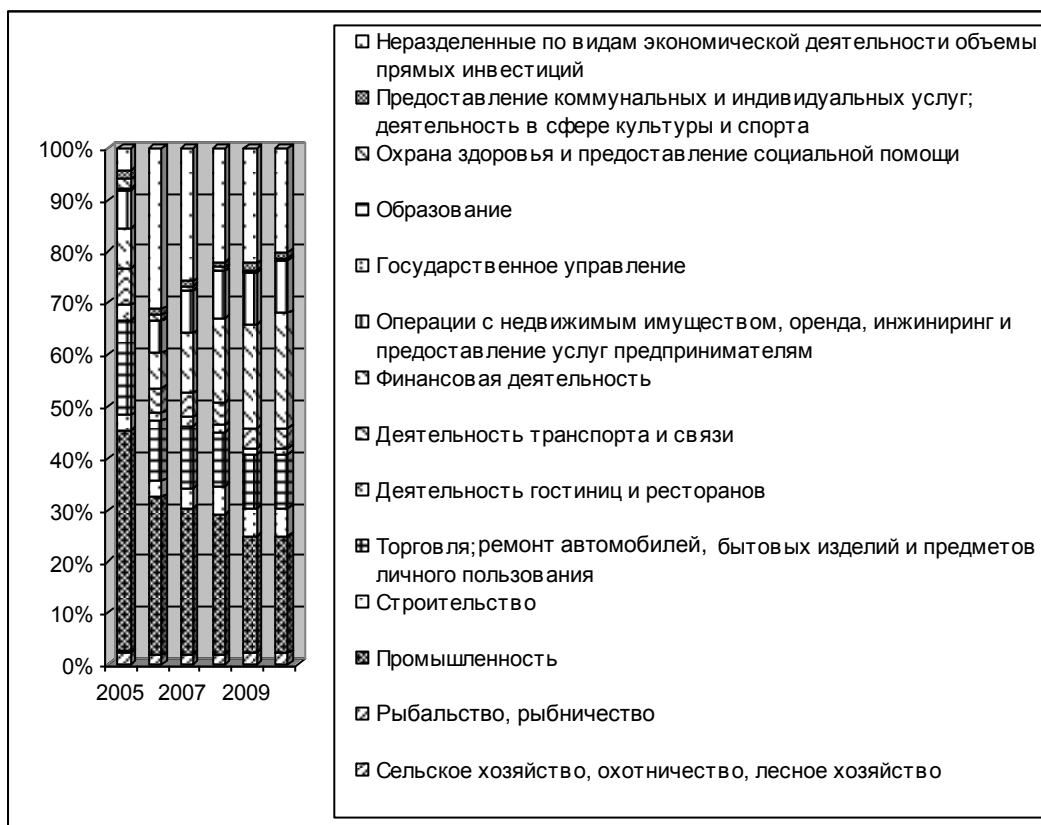 100%
90%
80%
70%
60%
50%
40%
30%
20%
10%
0%
2005 2007 2009
Неразделенные по видам экономической деятельности объемы
прямых инвестиций
Предоставление коммунальных и индивидуальных услуг;
деятельность в сфере культуры и спорта
Охрана здоровья и предоставление социальной помощи
Образование
Государственное управление
Операции с недвижимым имуществом, оренда, инжиниринг и
предоставление услуг предпринимателям
Финансовая деятельность
Деятельность транспорта и связи
Деятельность гостиниц и ресторанов
Торговля; ремонт автомобилей, бытовых изделий и предметов
личного пользования
Строительство
Промышленность
Рыбальство, рыбничество
Сельское хозяйство, охотничество, лесное хозяйство